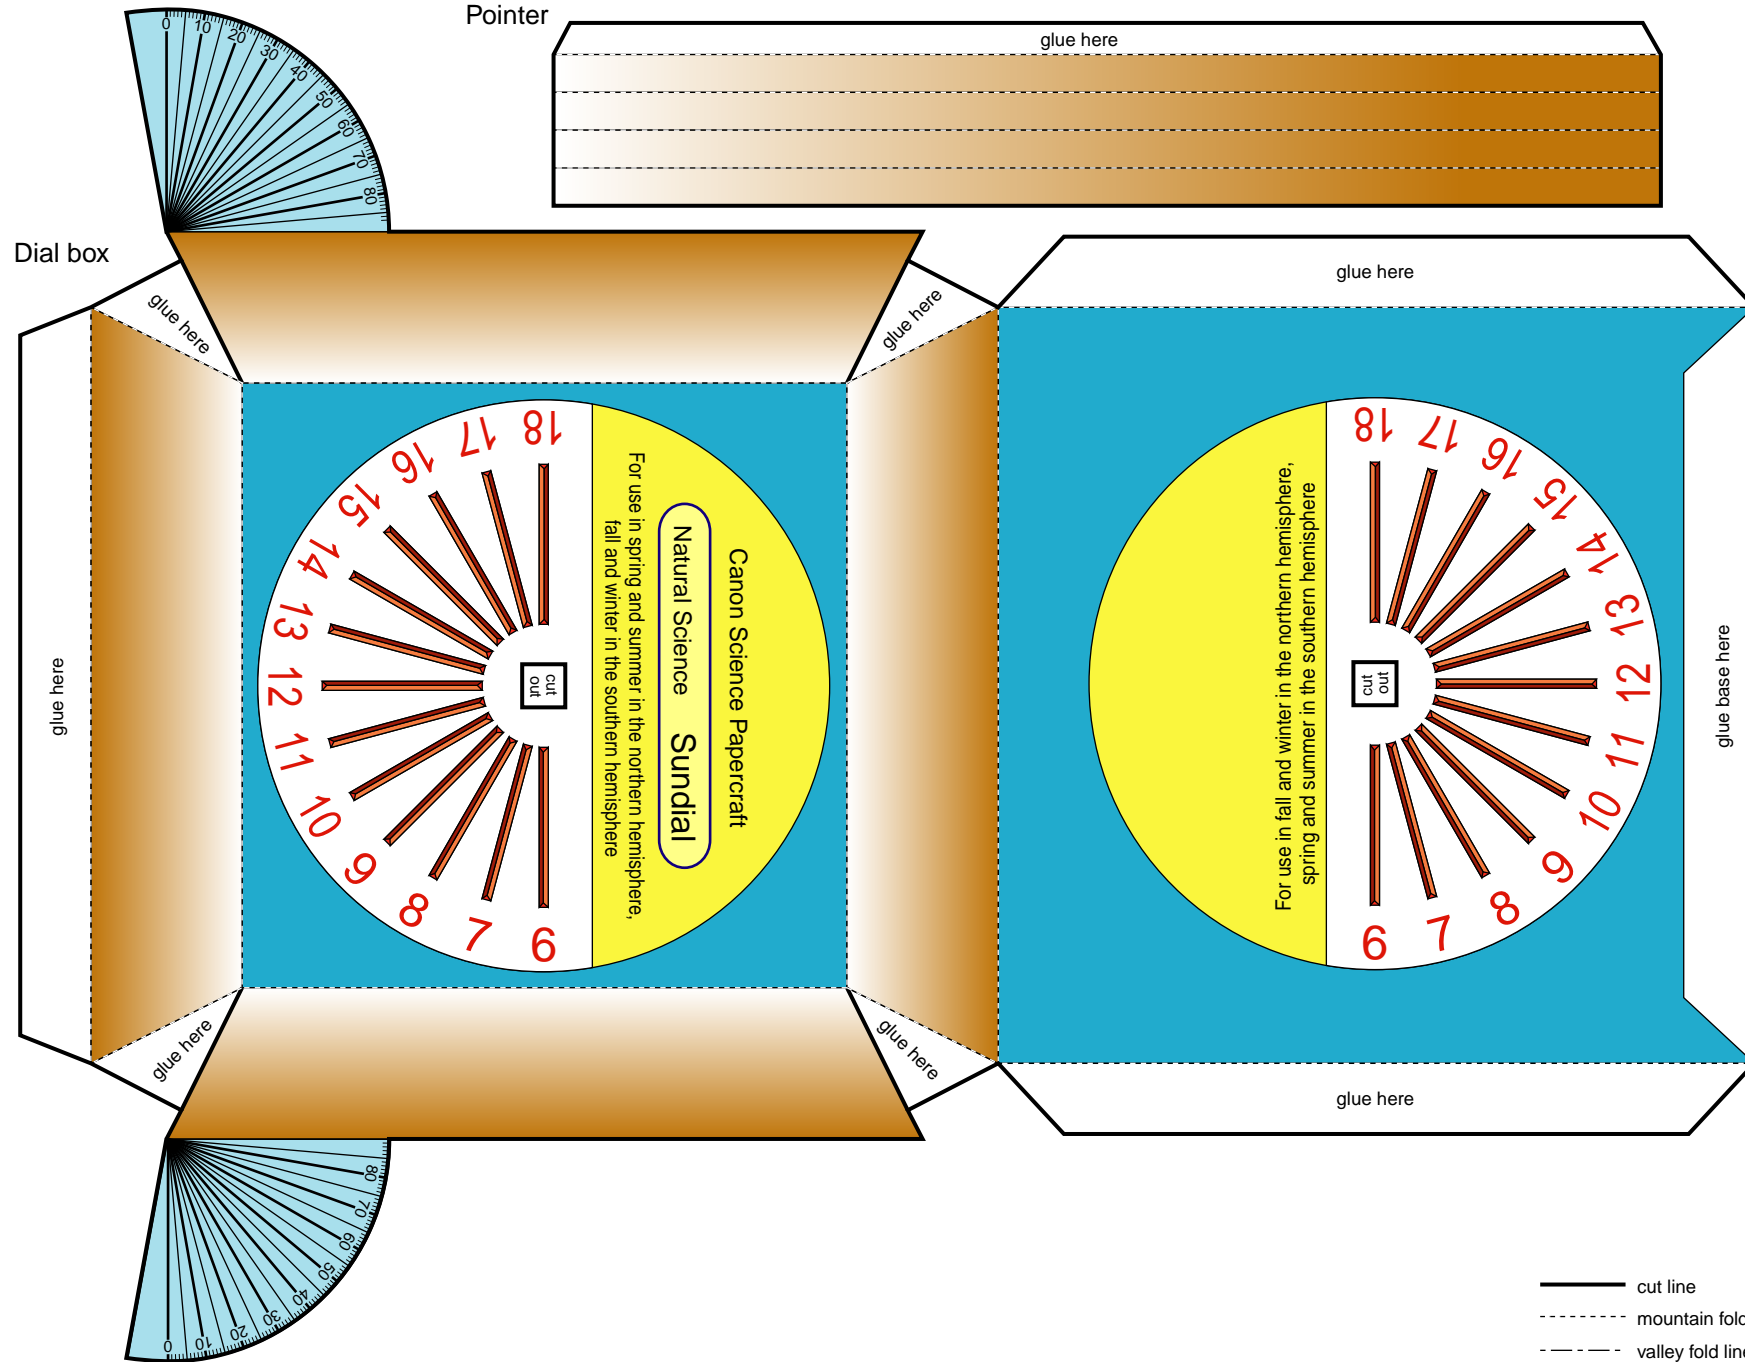 Pointer
glue here
0 10 20 30 40 50 60 70 80
Dial box
glue here
glue here
glue here
glue here
18 17 16 15 14 13 12 11 10 9 8 7 6
cut
out
Canon Science Papercraft
Natural Science Sundial
For use in spring and summer in the northern hemisphere,
fall and winter in the southern hemisphere
For use in fall and winter in the northern hemisphere,
spring and summer in the southern hemisphere
cut
out
18 17 16 15 14 13 12 11 10 9 8 7 6
glue base here
glue here
glue here
glue here
80 70 60 50 40 30 20 10 0
cut line
mountain fold
valley fold line